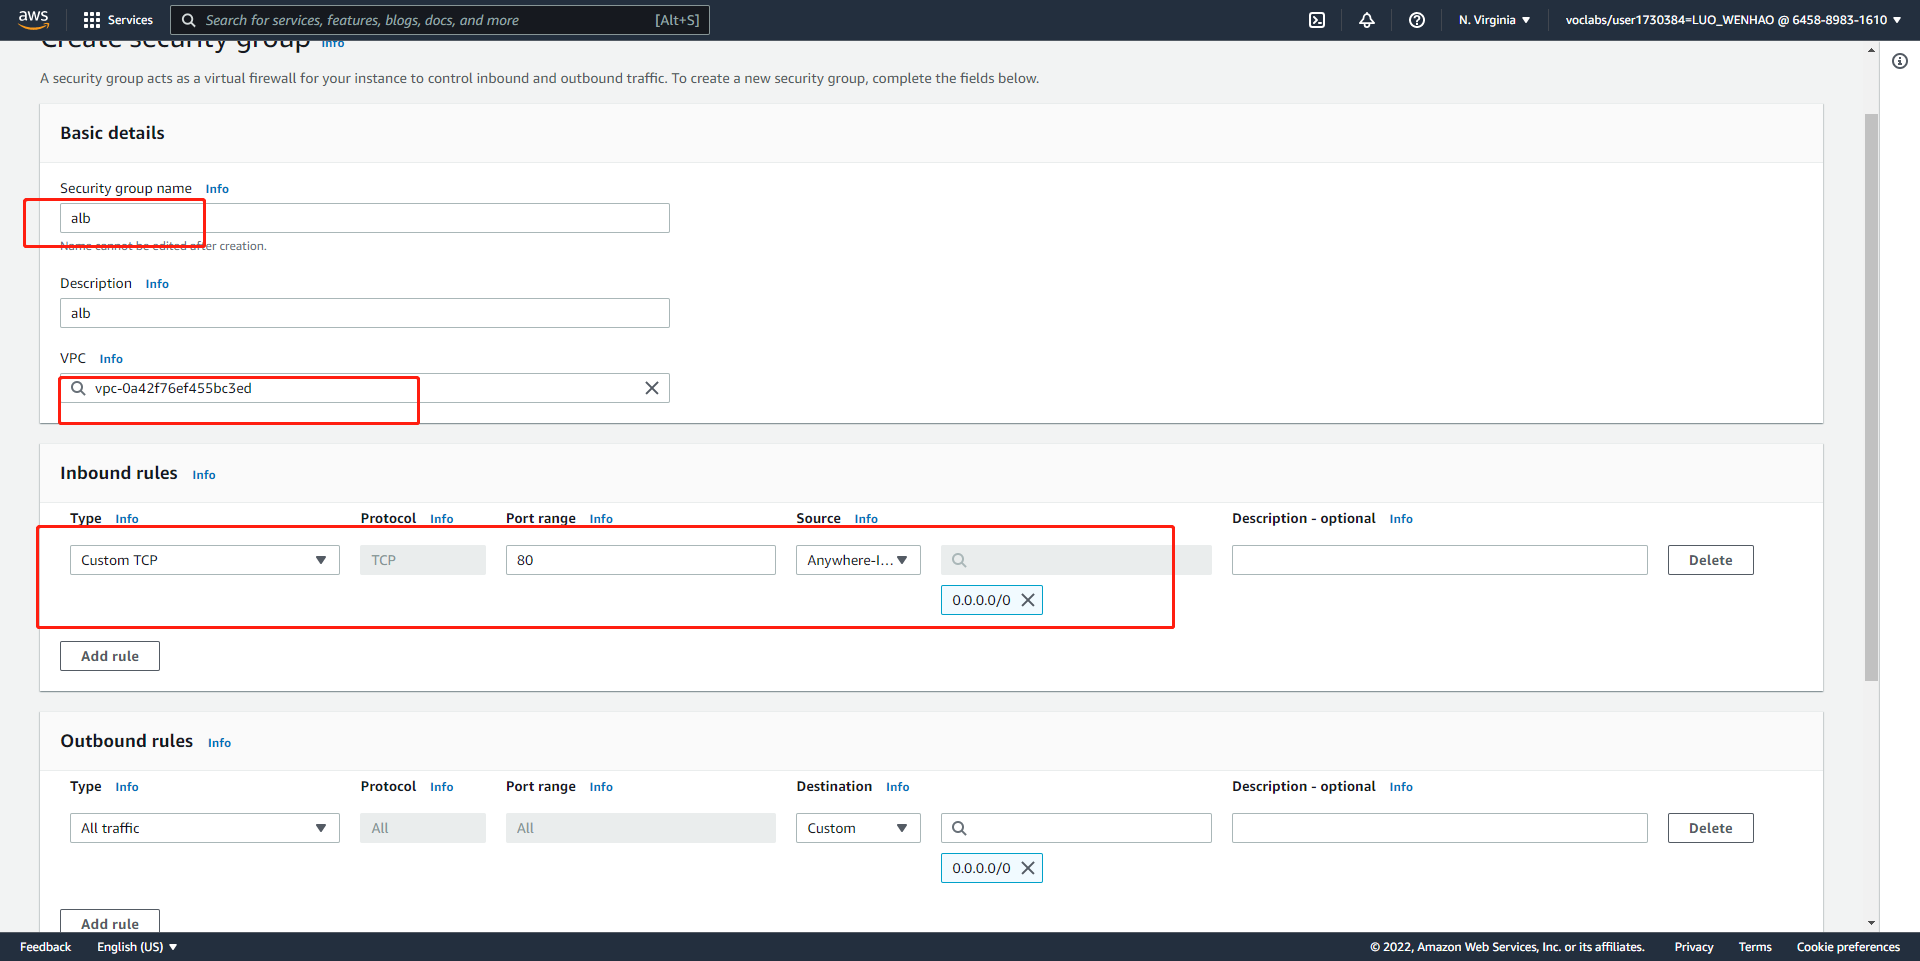 aws Services Search for services, features, blogs, docs, and more [Alt+S] N. Virginia voclabs/user1730384=LUO_WENHAO @ 6458-8983-1610
Create security group Info
A security group acts as a virtual firewall for your instance to control inbound and outbound traffic. To create a new security group, complete the fields below.
Basic details
Security group name Info
alb
Name cannot be edited after creation.
Description Info
alb
VPC Info
vpc-0a42f76ef455bc3ed
Inbound rules Info
Type Info Protocol Info Port range Info Source Info Description - optional Info
Custom TCP TCP 80 Anywhere-I... Delete
0.0.0.0/0
Add rule
Outbound rules Info
Type Info Protocol Info Port range Info Destination Info Description - optional Info
All traffic All All Custom Delete
0.0.0.0/0
Add rule
Feedback English (US) © 2022, Amazon Web Services, Inc. or its affiliates. Privacy Terms Cookie preferences